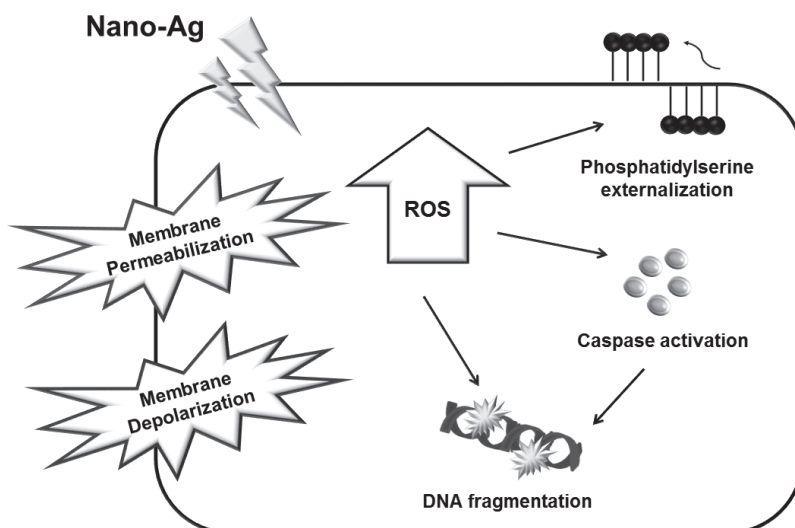 Nano-Ag
Phosphatidylserine
externalization
ROS
Membrane
Permeabilization
Caspase activation
Membrane
Depolarization
DNA fragmentation